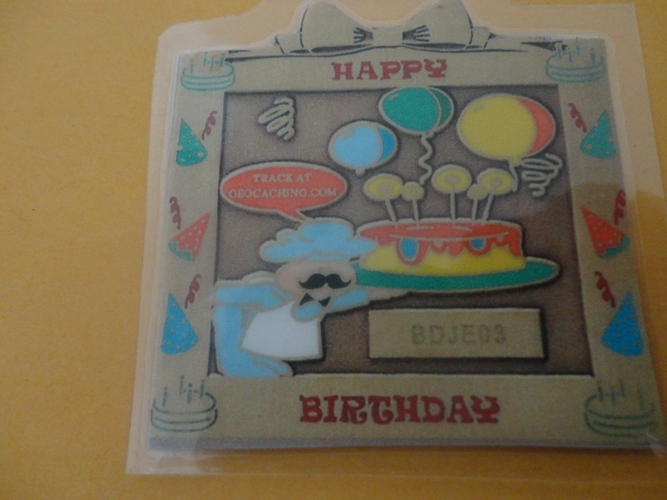 HAPPY
TRACK AT
GEOCACHING.COM
BDJE03
BIRTHDAY